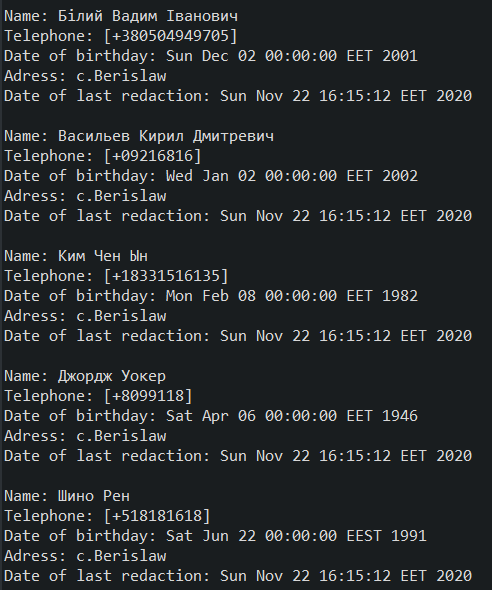 Name: Білий Вадим Іванович
Telephone: [+380504949705]
Date of birthday: Sun Dec 02 00:00:00 EET 2001
Adress: c.Berislaw
Date of last redaction: Sun Nov 22 16:15:12 EET 2020
Name: Васильев Кирил Дмитревич
Telephone: [+09216816]
Date of birthday: Wed Jan 02 00:00:00 EET 2002
Adress: c.Berislaw
Date of last redaction: Sun Nov 22 16:15:12 EET 2020
Name: Ким Чен Ын
Telephone: [+18331516135]
Date of birthday: Mon Feb 08 00:00:00 EET 1982
Adress: c.Berislaw
Date of last redaction: Sun Nov 22 16:15:12 EET 2020
Name: Джордж Уокер
Telephone: [+8099118]
Date of birthday: Sat Apr 06 00:00:00 EET 1946
Adress: c.Berislaw
Date of last redaction: Sun Nov 22 16:15:12 EET 2020
Name: Шино Рен
Telephone: [+518181618]
Date of birthday: Sat Jun 22 00:00:00 EEST 1991
Adress: c.Berislaw
Date of last redaction: Sun Nov 22 16:15:12 EET 2020